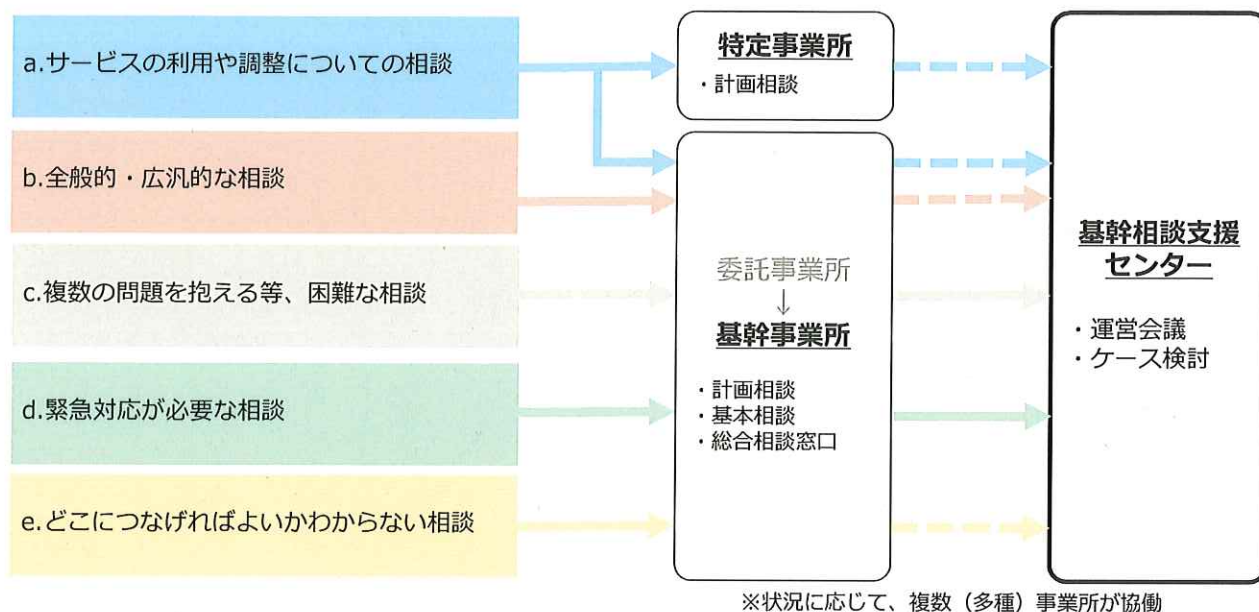 a.サービスの利用や調整についての相談
b.全般的・広汎的な相談
c.複数の問題を抱える等、困難な相談
d.緊急対応が必要な相談
e.どこにつなげればよいかわからない相談
特定事業所
・計画相談
委託事業所
↓
基幹事業所
・計画相談
・基本相談
・総合相談窓口
基幹相談支援
センター
・運営会議
・ケース検討
※状況に応じて、複数（多種）事業所が協働